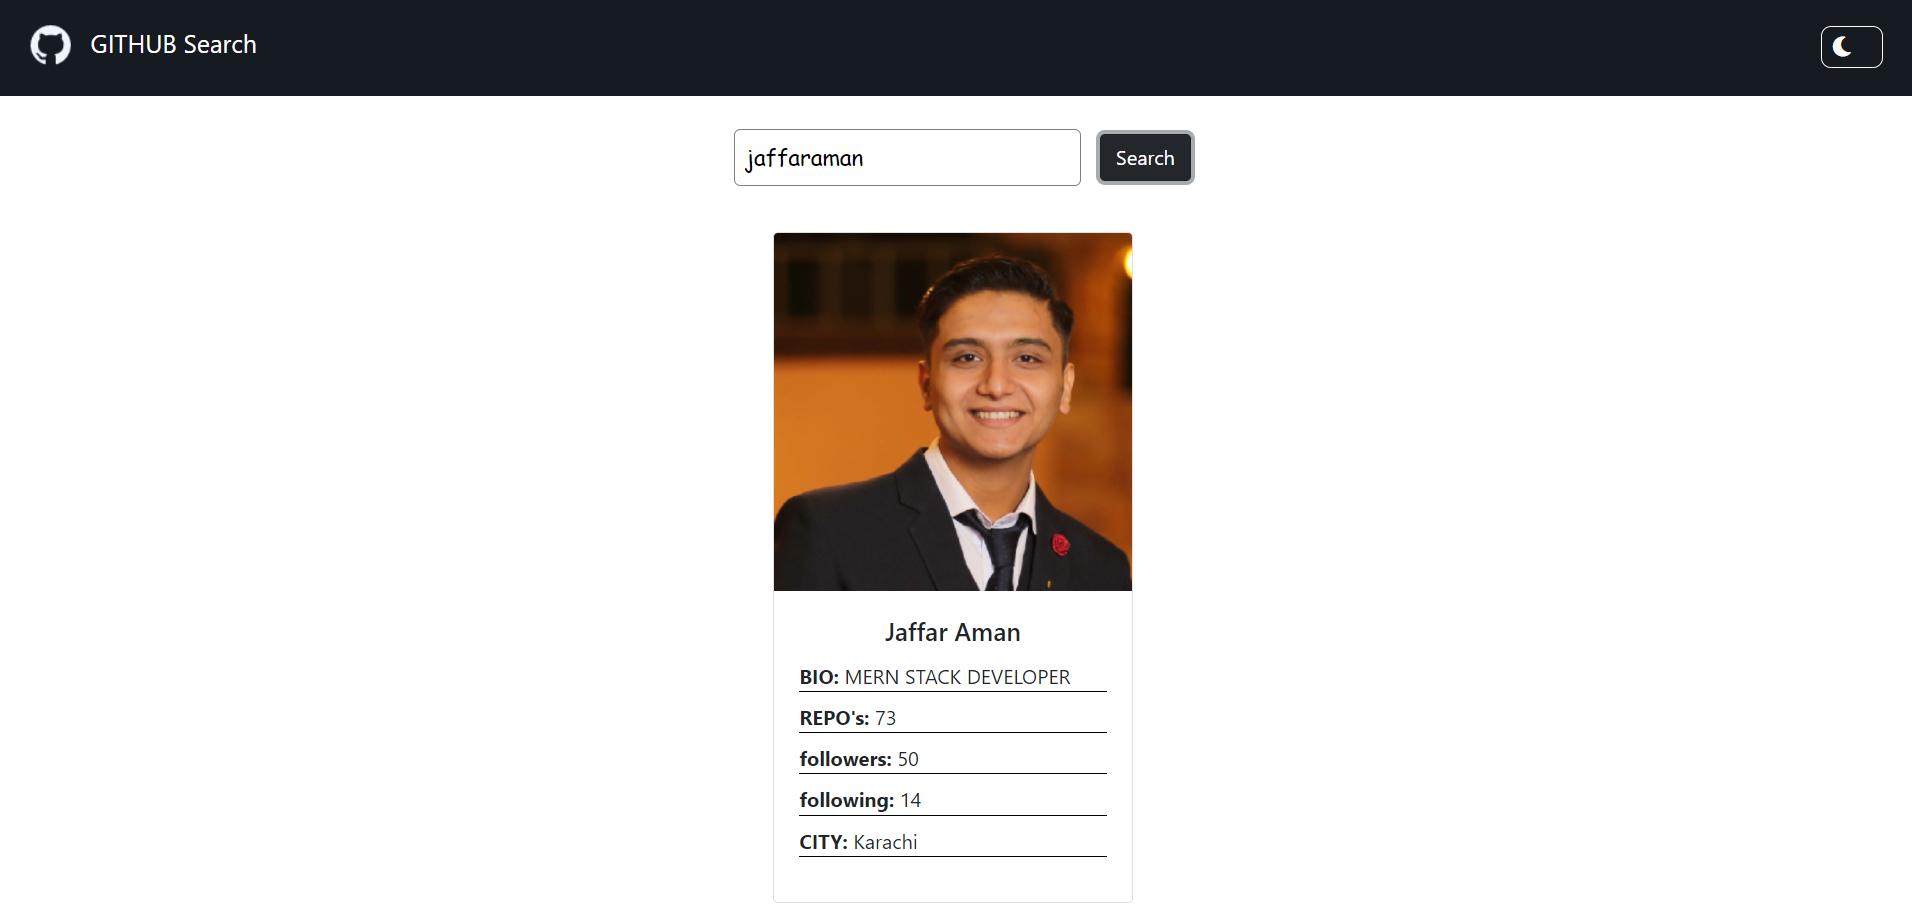 GITHUB Search
jaffaraman
Search
Jaffar Aman
BIO: MERN STACK DEVELOPER
REPO's: 73
followers: 50
following: 14
CITY: Karachi